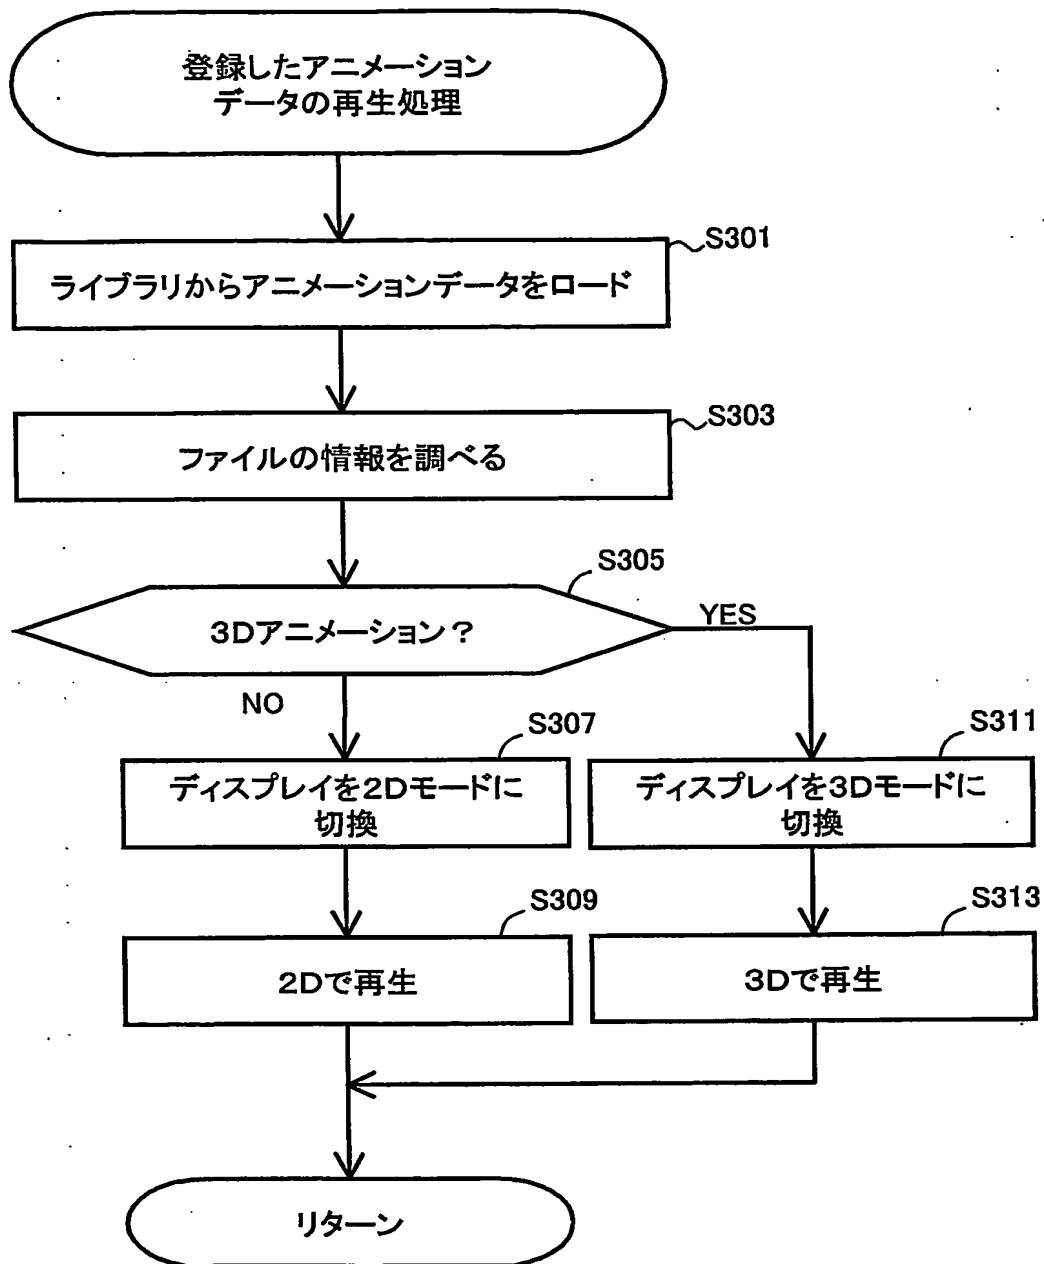 登録したアニメーション
データの再生処理
S301
ライブラリからアニメーションデータをロード
S303
ファイルの情報を調べる
S305
3Dアニメーション?
YES
NO
S307
ディスプレイを2Dモードに
切換
S311
ディスプレイを3Dモードに
切換
S309
2Dで再生
S313
3Dで再生
リターン